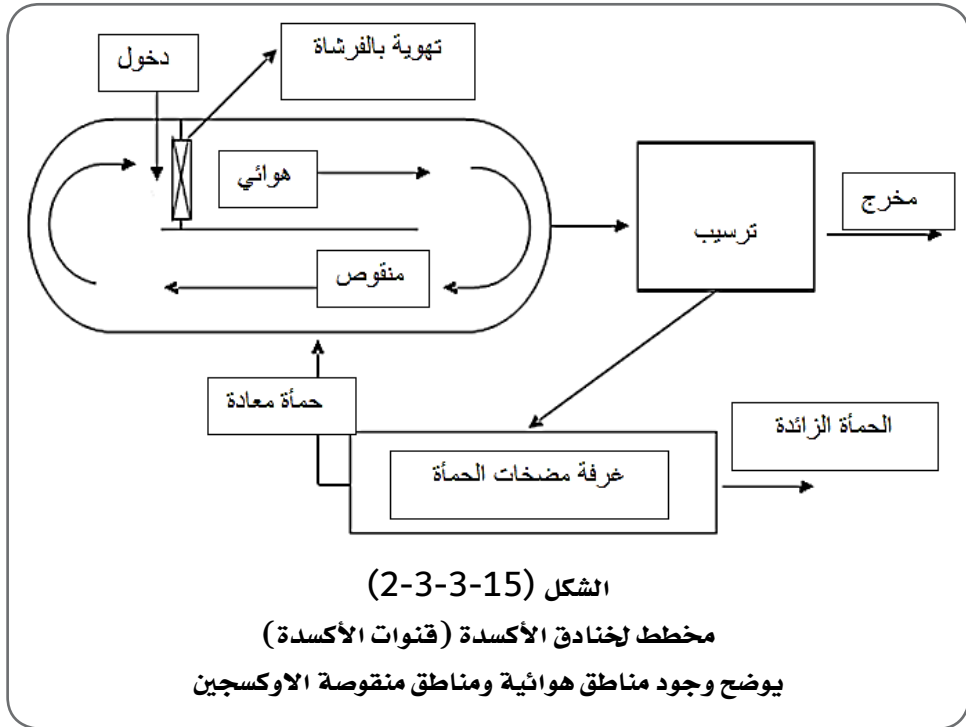 تهوية بالفرشاة
دخول
هوائي
مخرج
ترسيب
منقوص
حمأة معادة
الحمأة الزائدة
غرفة مضخات الحمأة
الشكل (15-3-3-2)
مخطط لخنادق الأكسدة (قنوات الأكسدة)
يوضح وجود مناطق هوائية ومناطق منقوصة الاوكسجين